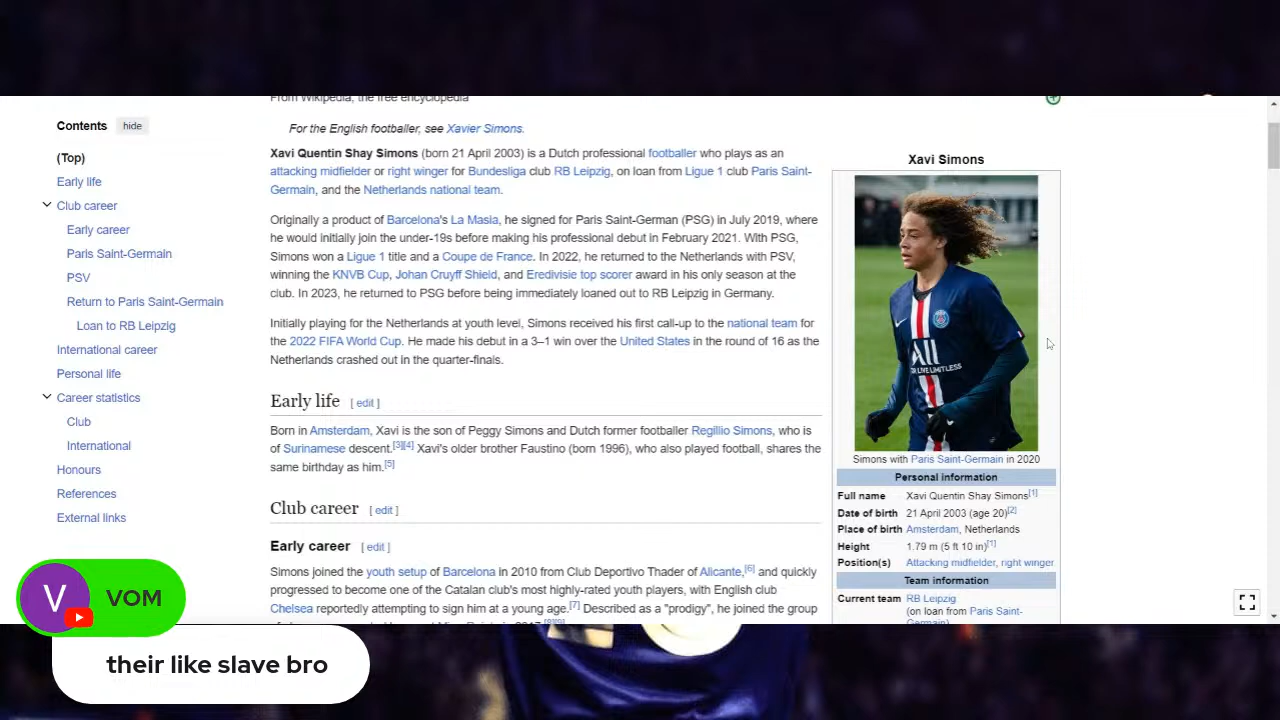 From Wikipedia, the free encyclopedia
Contents hide
(Top)
Early life
Club career
Early career
Paris Saint-Germain
PSV
Return to Paris Saint-Germain
Loan to RB Leipzig
International career
Personal life
Career statistics
Club
International
Honours
References
External links
For the English footballer, see Xavier Simons.
Xavi Quentin Shay Simons (born 21 April 2003) is a Dutch professional footballer who plays as an
attacking midfielder or right winger for Bundesliga club RB Leipzig, on loan from Ligue 1 club Paris Saint-
Germain, and the Netherlands national team.
Originally a product of Barcelona's La Masia, he signed for Paris Saint-German (PSG) in July 2019, where
he would initially join the under-19s before making his professional debut in February 2021. With PSG,
Simons won a Ligue 1 title and a Coupe de France. In 2022, he returned to the Netherlands with PSV,
winning the KNVB Cup, Johan Cruyff Shield, and Eredivisie top scorer award in his only season at the
club. In 2023, he returned to PSG before being immediately loaned out to RB Leipzig in Germany.
Initially playing for the Netherlands at youth level, Simons received his first call-up to the national team for
the 2022 FIFA World Cup. He made his debut in a 3–1 win over the United States in the round of 16 as the
Netherlands crashed out in the quarter-finals.
Early life [ edit ]
Born in Amsterdam, Xavi is the son of Peggy Simons and Dutch former footballer Regillio Simons, who is
of Surinamese descent.[3][4] Xavi's older brother Faustino (born 1996), who also played football, shares the
same birthday as him.[5]
Club career [ edit ]
Early career [ edit ]
Simons joined the youth setup of Barcelona in 2010 from Club Deportivo Thader of Alicante,[6] and quickly
progressed to become one of the Catalan club's most highly-rated youth players, with English club
Chelsea reportedly attempting to sign him at a young age.[7] Described as a "prodigy", he joined the group
Xavi Simons
ALL
OR LIVE LIMITLESS
Simons with Paris Saint-Germain in 2020
Personal information
Full name Xavi Quentin Shay Simons[1]
Date of birth 21 April 2003 (age 20)[2]
Place of birth Amsterdam, Netherlands
Height 1.79 m (5 ft 10 in)[1]
Position(s) Attacking midfielder, right winger
Team information
Current team RB Leipzig
(on loan from Paris Saint-
Germain)
V VOM
their like slave bro